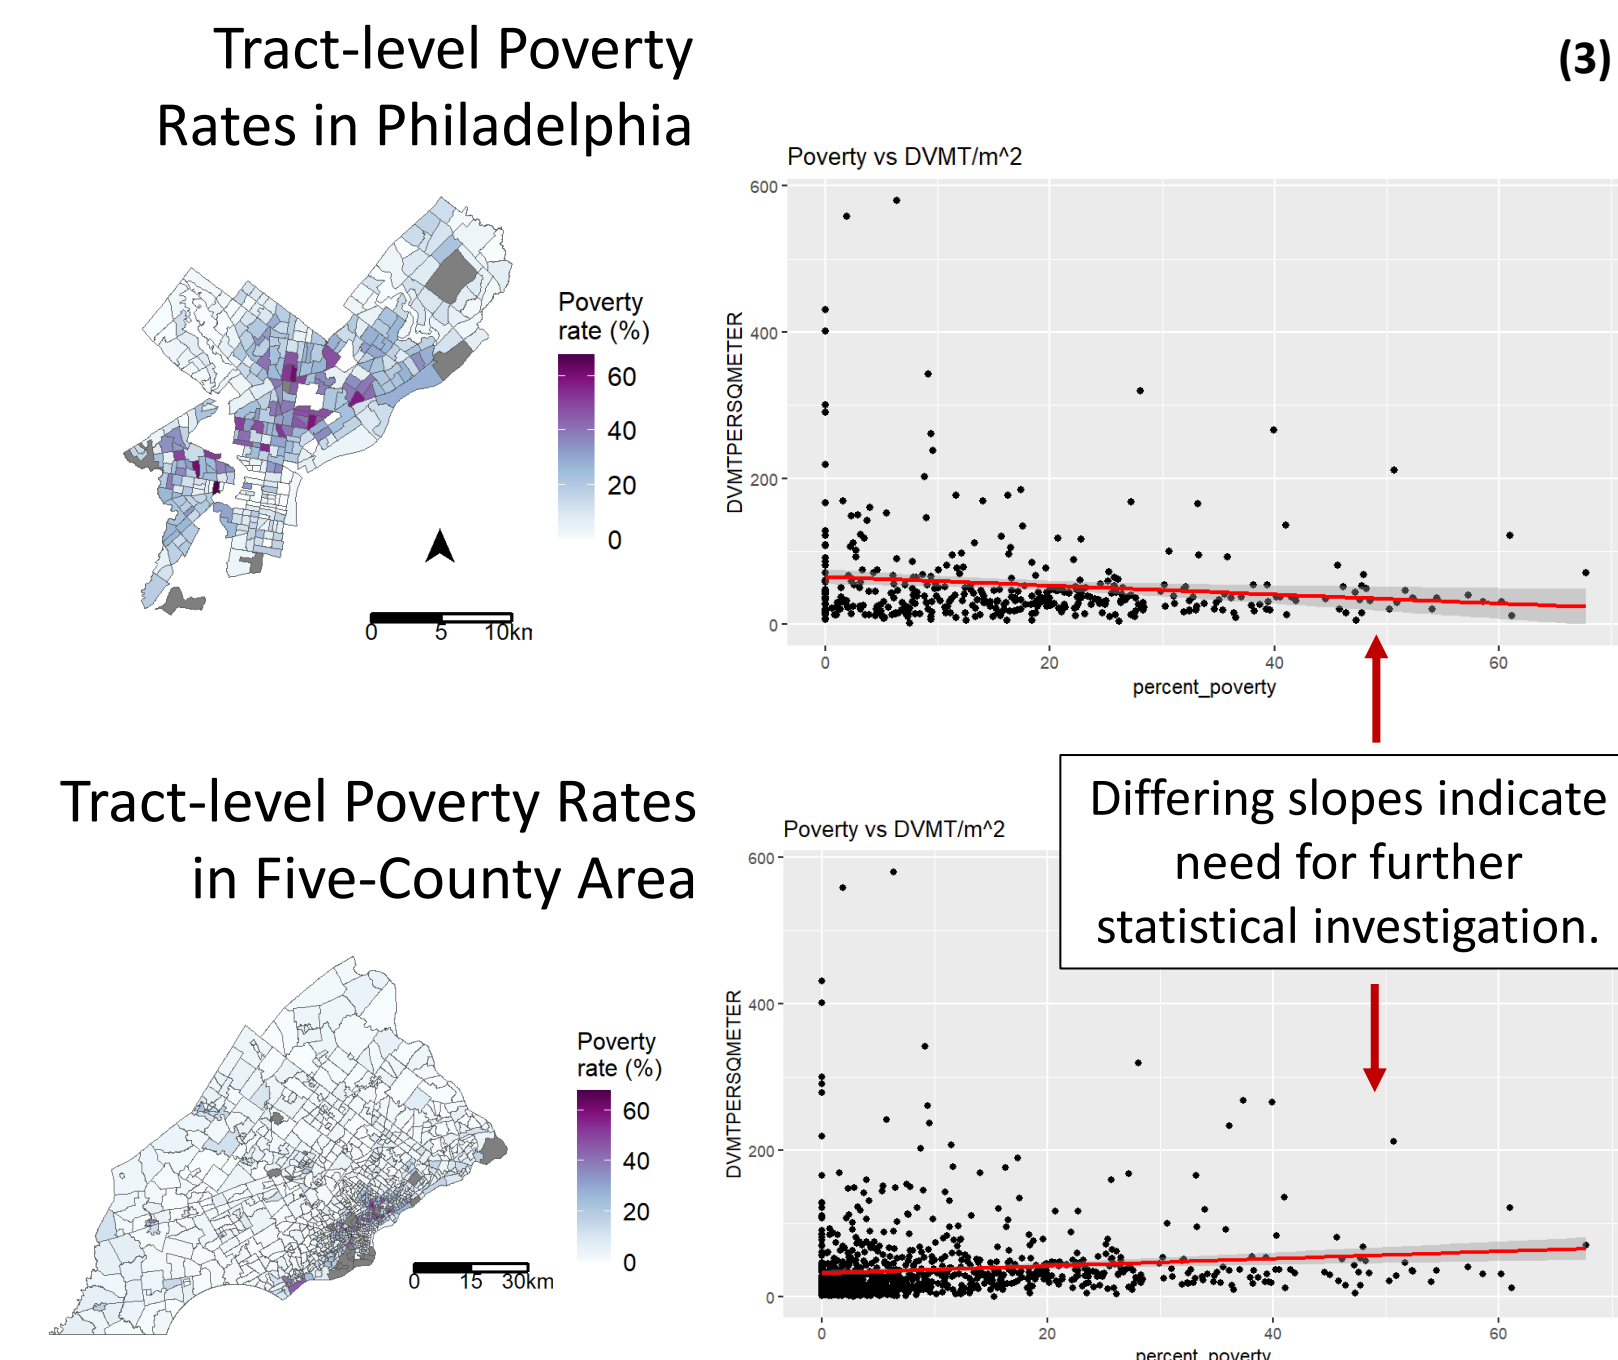 Tract-level Poverty
Rates in Philadelphia
(3)
Poverty
rate (%)
60
40
20
0
0
5
10kn
Poverty vs DVMT/m^2
600
400
200
0
DVMTPERSQMETER
0
20
40
60
percent_poverty
Differing slopes indicate
need for further
statistical investigation.
Tract-level Poverty Rates
in Five-County Area
Poverty
rate (%)
60
40
20
0
0
15
30km
Poverty vs DVMT/m^2
600
400
200
0
DVMTPERSQMETER
0
20
40
60
percent_poverty